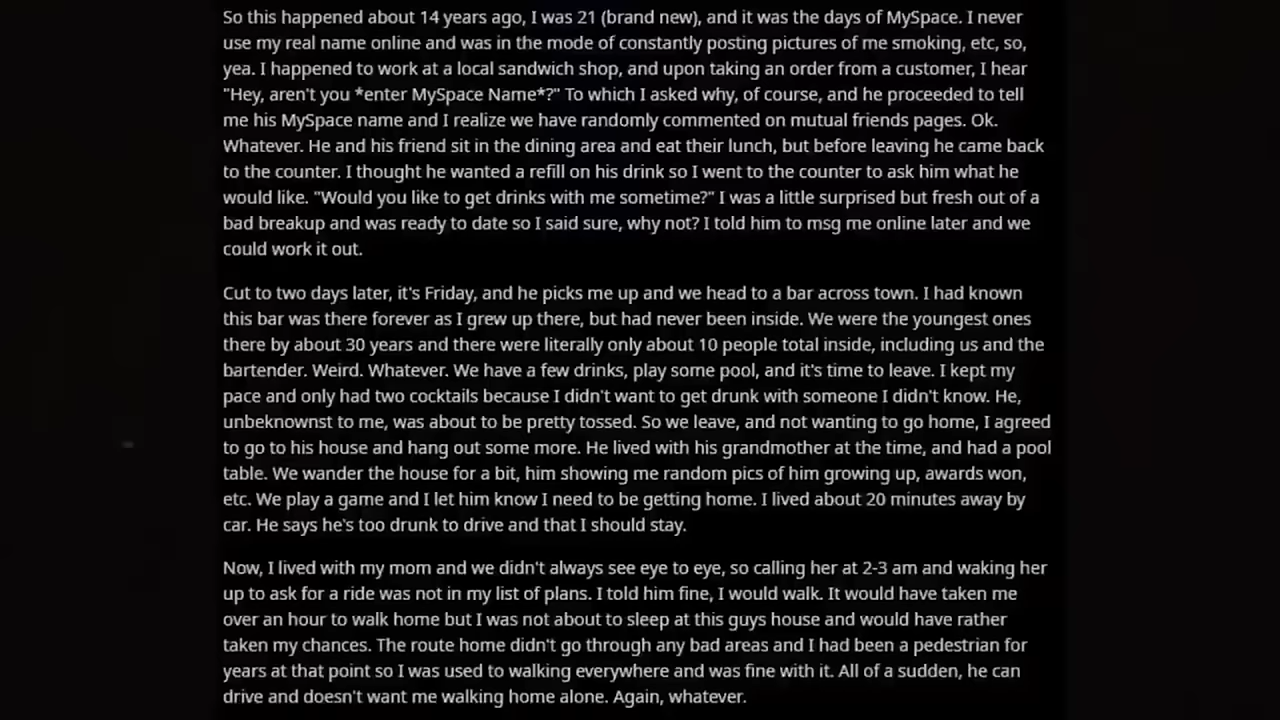 So this happened about 14 years ago, I was 21 (brand new), and it was the days of MySpace. I never
use my real name online and was in the mode of constantly posting pictures of me smoking, etc, so,
yea. I happened to work at a local sandwich shop, and upon taking an order from a customer, I hear
"Hey, aren't you *enter MySpace Name*?" To which I asked why, of course, and he proceeded to tell
me his MySpace name and I realize we have randomly commented on mutual friends pages. Ok.
Whatever. He and his friend sit in the dining area and eat their lunch, but before leaving he came back
to the counter. I thought he wanted a refill on his drink so I went to the counter to ask him what he
would like. "Would you like to get drinks with me sometime?" I was a little surprised but fresh out of a
bad breakup and was ready to date so I said sure, why not? I told him to msg me online later and we
could work it out.
Cut to two days later, it's Friday, and he picks me up and we head to a bar across town. I had known
this bar was there forever as I grew up there, but had never been inside. We were the youngest ones
there by about 30 years and there were literally only about 10 people total inside, including us and the
bartender. Weird. Whatever. We have a few drinks, play some pool, and it's time to leave. I kept my
pace and only had two cocktails because I didn't want to get drunk with someone I didn't know. He,
unbeknownst to me, was about to be pretty tossed. So we leave, and not wanting to go home, I agreed
to go to his house and hang out some more. He lived with his grandmother at the time, and had a pool
table. We wander the house for a bit, him showing me random pics of him growing up, awards won,
etc. We play a game and I let him know I need to be getting home. I lived about 20 minutes away by
car. He says he's too drunk to drive and that I should stay.
Now, I lived with my mom and we didn't always see eye to eye, so calling her at 2-3 am and waking her
up to ask for a ride was not in my list of plans. I told him fine, I would walk. It would have taken me
over an hour to walk home but I was not about to sleep at this guys house and would have rather
taken my chances. The route home didn't go through any bad areas and I had been a pedestrian for
years at that point so I was used to walking everywhere and was fine with it. All of a sudden, he can
drive and doesn't want me walking home alone. Again, whatever.